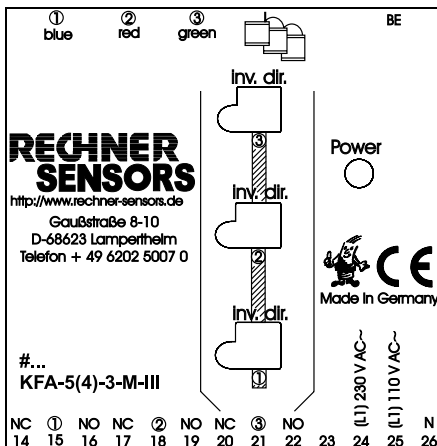 ① ② ③ BE
blue red green
inv. dir.
③
RECHNER
SENSORS
http://www.rechner-sensors.de
Gaußstraße 8-10
D-68623 Lampertheim
Telefon + 49 6202 5007 0
inv. dir.
②
Power
CE
Made in Germany
inv. dir.
①
#...
KFA-5(4)-3-M-III
(L1) 230 V AC~
(L1) 110 V AC~
NC ① NO NC ② NO NC ③ NO N
14 15 16 17 18 19 20 21 22 23 24 25 26